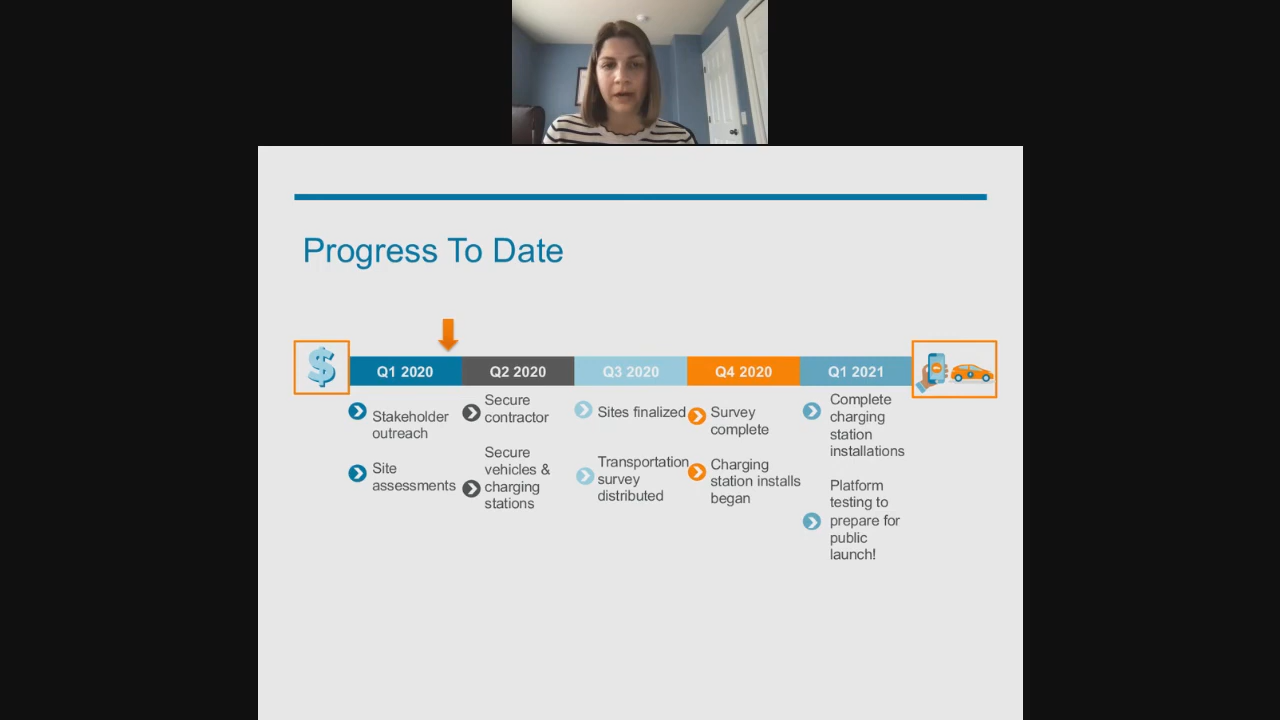 Progress To Date
$
Q1 2020
Q2 2020
Q3 2020
Q4 2020
Q1 2021
Stakeholder
outreach
Site
assessments
Secure
contractor
Secure
vehicles &
charging
stations
Sites finalized
Transportation
survey
distributed
Survey
complete
Charging
station installs
began
Complete
charging
station
installations
Platform
testing to
prepare for
public
launch!